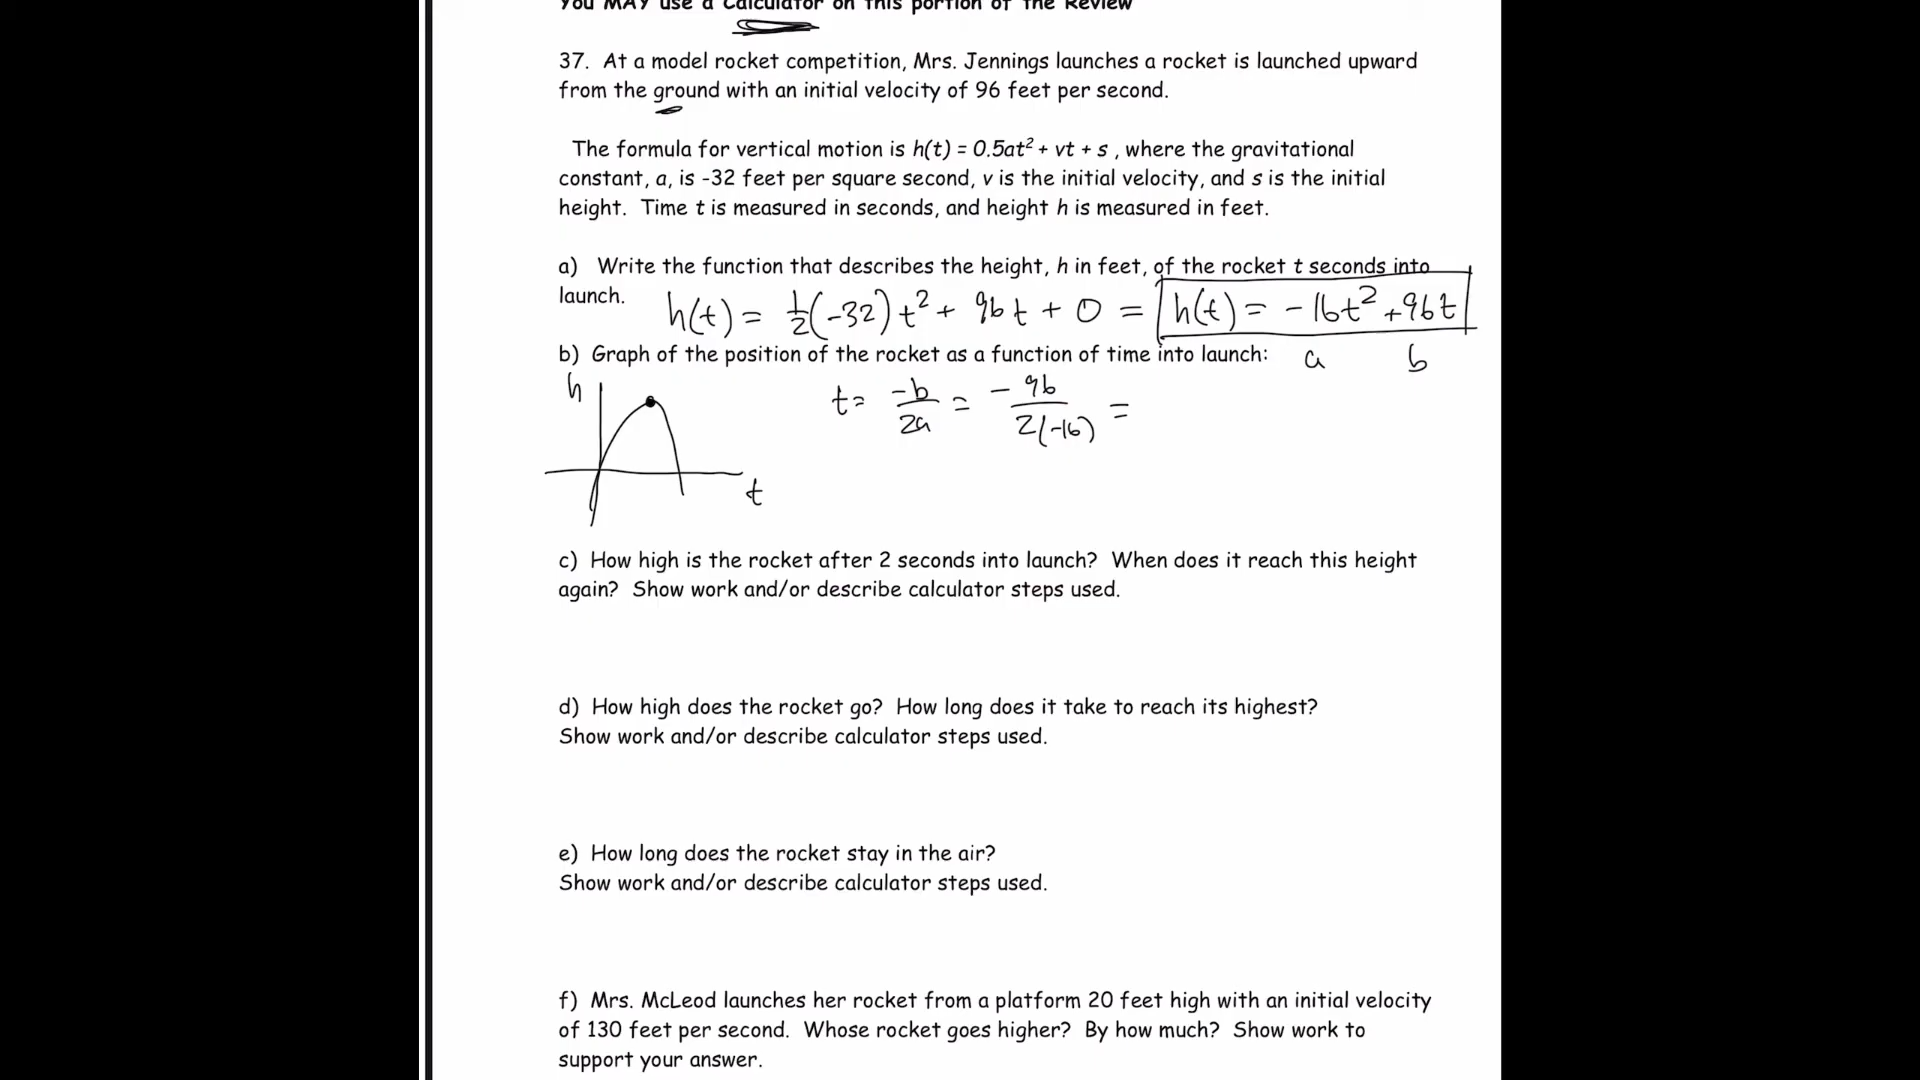 You MAY use a Calculator on this portion of the Review
37. At a model rocket competition, Mrs. Jennings launches a rocket is launched upward
from the ground with an initial velocity of 96 feet per second.
The formula for vertical motion is h(t) = 0.5at² + vt + s , where the gravitational
constant, a, is -32 feet per square second, v is the initial velocity, and s is the initial
height. Time t is measured in seconds, and height h is measured in feet.
a) Write the function that describes the height, h in feet, of the rocket t seconds into
launch. h(t) = 1/2(-32)t² + 96t + 0 = h(t) = -16t² + 96t
b) Graph of the position of the rocket as a function of time into launch: a b
h t = -b/2a = -96/2(-16) =
t
c) How high is the rocket after 2 seconds into launch? When does it reach this height
again? Show work and/or describe calculator steps used.
d) How high does the rocket go? How long does it take to reach its highest?
Show work and/or describe calculator steps used.
e) How long does the rocket stay in the air?
Show work and/or describe calculator steps used.
f) Mrs. McLeod launches her rocket from a platform 20 feet high with an initial velocity
of 130 feet per second. Whose rocket goes higher? By how much? Show work to
support your answer.